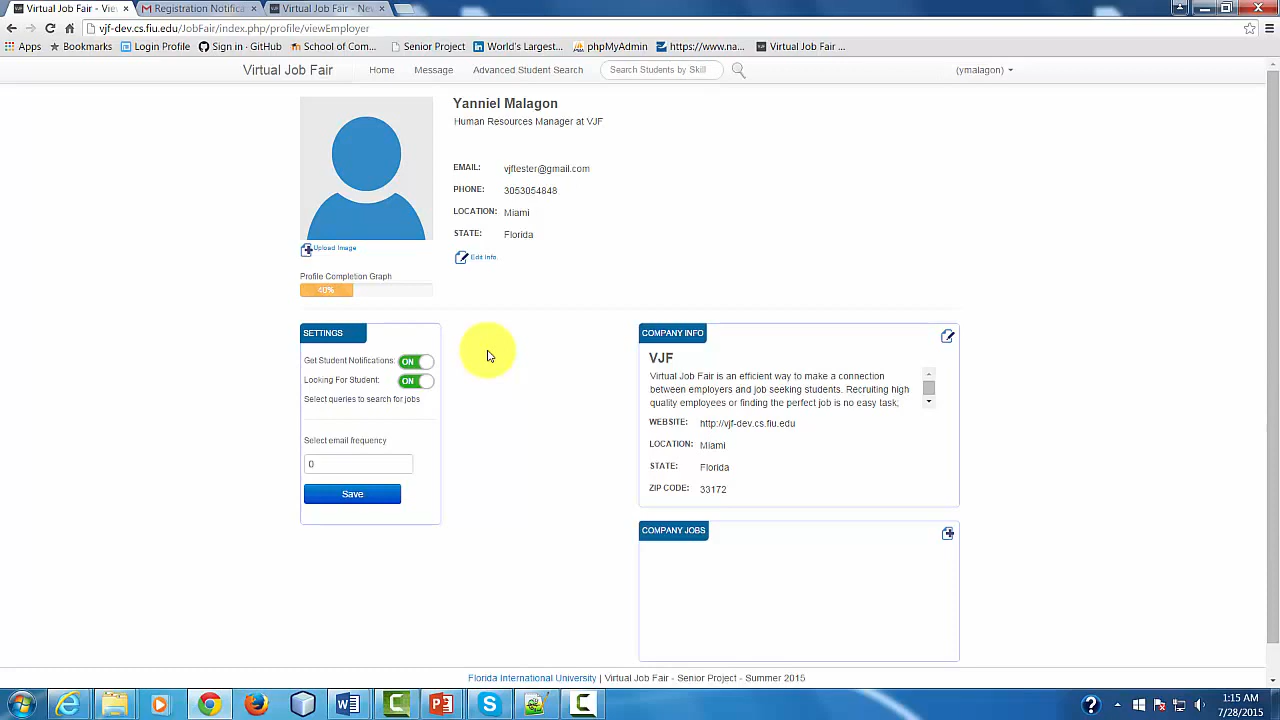 Virtual Job Fair - View
Registration Notifica
Virtual Job Fair - New
vjf-dev.cs.fiu.edu/JobFair/index.php/profile/viewEmployer
Apps
Bookmarks
Login Profile
Sign in · GitHub
School of Com...
Senior Project
World's Largest...
phpMyAdmin
https://www.na...
Virtual Job Fair ...
Virtual Job Fair
Home
Message
Advanced Student Search
Search Students by Skill
(ymalagon)
Yanniel Malagon
Human Resources Manager at VJF
EMAIL: vjftester@gmail.com
PHONE: 3053054848
LOCATION: Miami
STATE: Florida
Upload Image
Edit Info
Profile Completion Graph
40%
SETTINGS
Get Student Notifications: ON
Looking For Student: ON
Select queries to search for jobs
Select email frequency
0
Save
COMPANY INFO
VJF
Virtual Job Fair is an efficient way to make a connection
between employers and job seeking students. Recruiting high
quality employees or finding the perfect job is no easy task,
WEBSITE: http://vjf-dev.cs.fiu.edu
LOCATION: Miami
STATE: Florida
ZIP CODE: 33172
COMPANY JOBS
Florida International University | Virtual Job Fair - Senior Project - Summer 2015
1:15 AM
7/28/2015